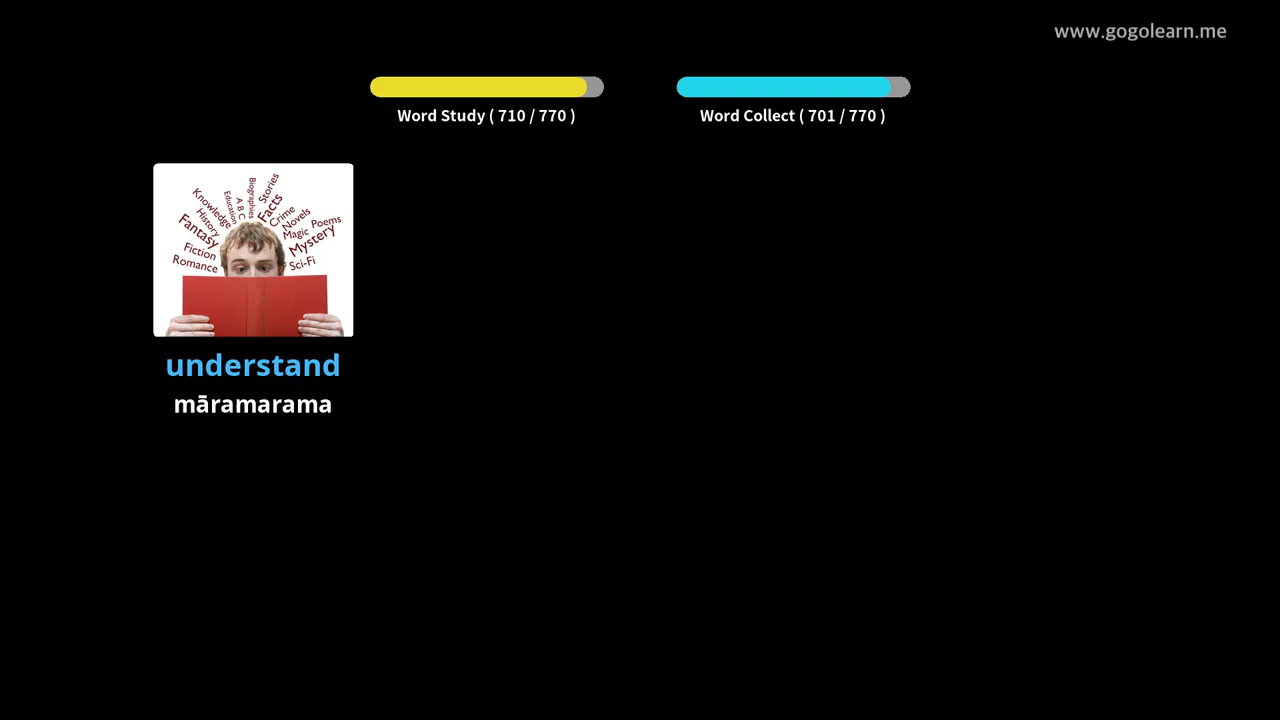 www.gogolearn.me
Word Study ( 710 / 770 )
Word Collect ( 701 / 770 )
Romance
Fiction
Fantasy
History
Knowledge
Education
A B C
Biographies
Stories
Facts
Crime
Novels
Magic
Poems
Mystery
Sci-Fi
understand
māramarama